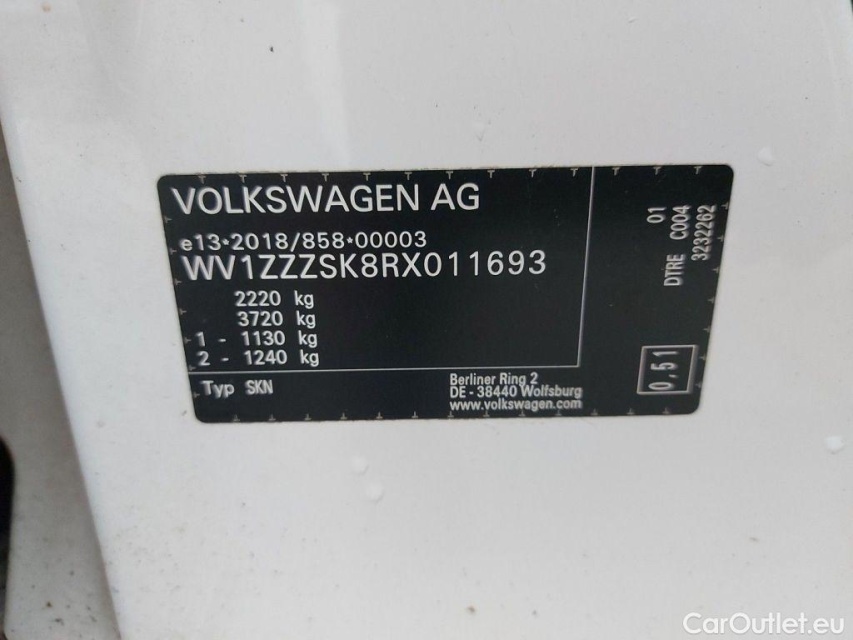 VOLKSWAGEN AG
e13*2018/858*00003
WV1ZZZSK8RX011693
2220 kg
3720 kg
1 - 1130 kg
2 - 1240 kg
Typ SKN
Berliner Ring 2
DE - 38440 Wolfsburg
www.volkswagen.com
01
DTRE C004
3232262
0,51
CarOutlet.eu